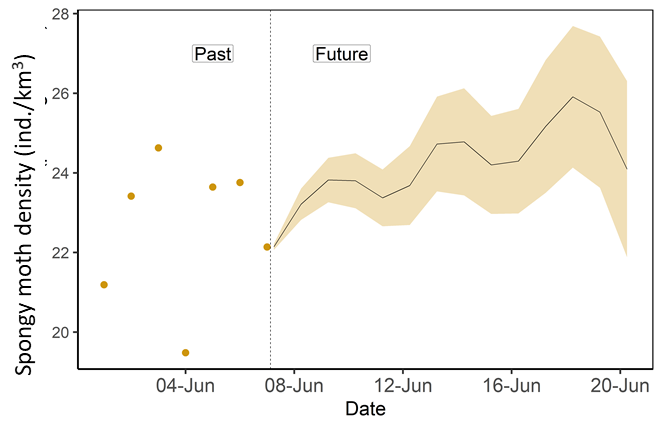 Spongy moth density (ind./km³)
28
26
24
22
20
Past
Future
04-Jun
08-Jun
12-Jun
16-Jun
20-Jun
Date